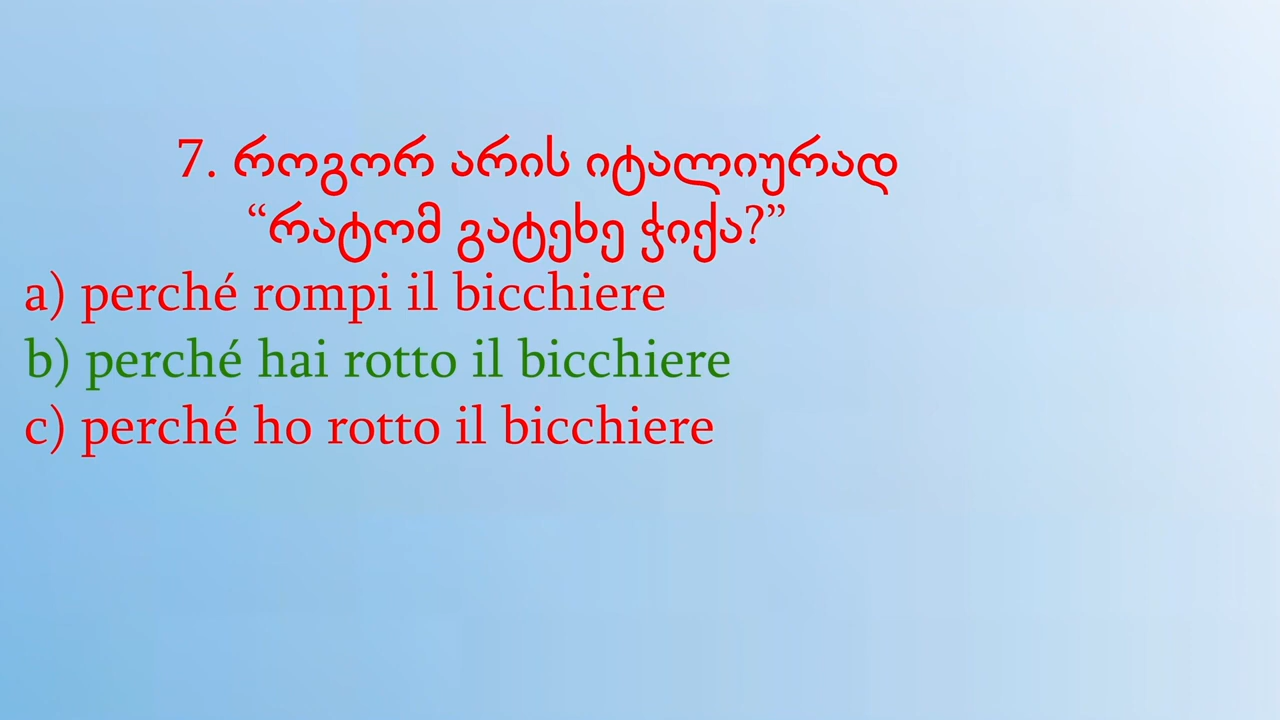 7. როგორ არის იტალიურად
“რატომ გატეხე ჭიქა?”
a) perché rompi il bicchiere
b) perché hai rotto il bicchiere
c) perché ho rotto il bicchiere